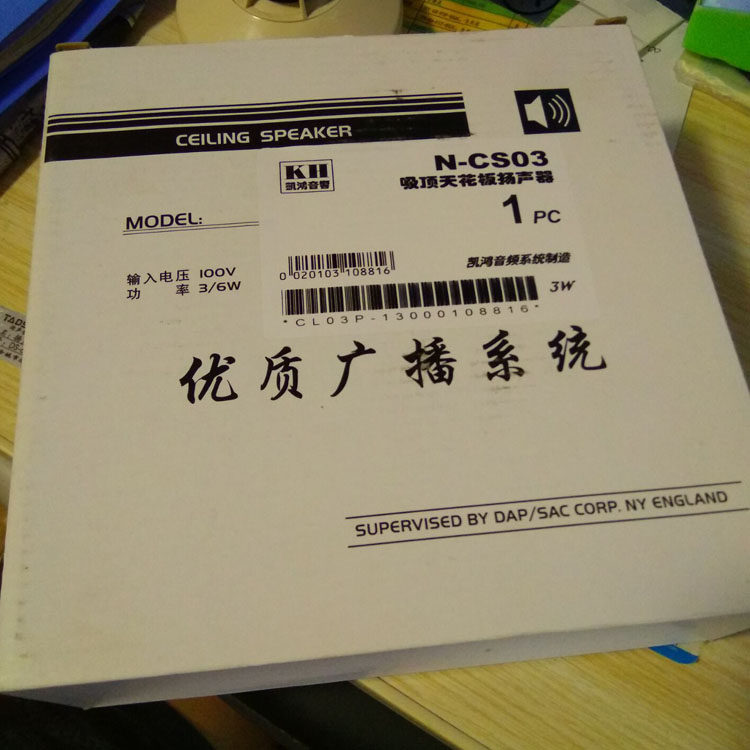 CEILING SPEAKER
KH
凯鸿音响
N-CS03
吸顶天花板扬声器
1 PC
MODEL:
输入电压 100V
功 率 3/6W
0 020103 108816
凯鸿音频系统制造
*CL03P-13000108816*
3W
优质广播系统
SUPERVISED BY DAP/SAC CORP. NY ENGLAND